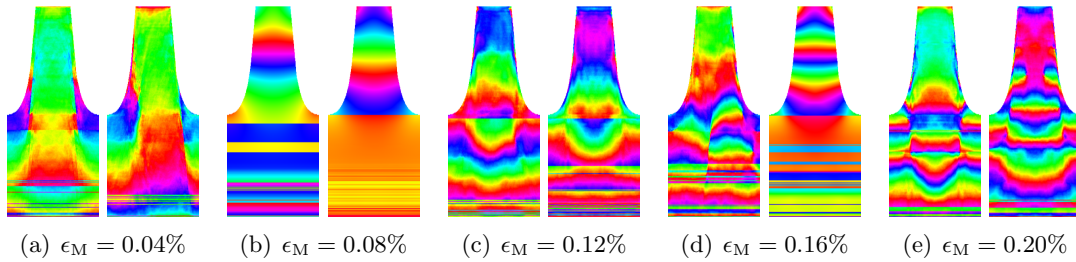 (a) ϵ_M = 0.04% (b) ϵ_M = 0.08% (c) ϵ_M = 0.12% (d) ϵ_M = 0.16% (e) ϵ_M = 0.20%